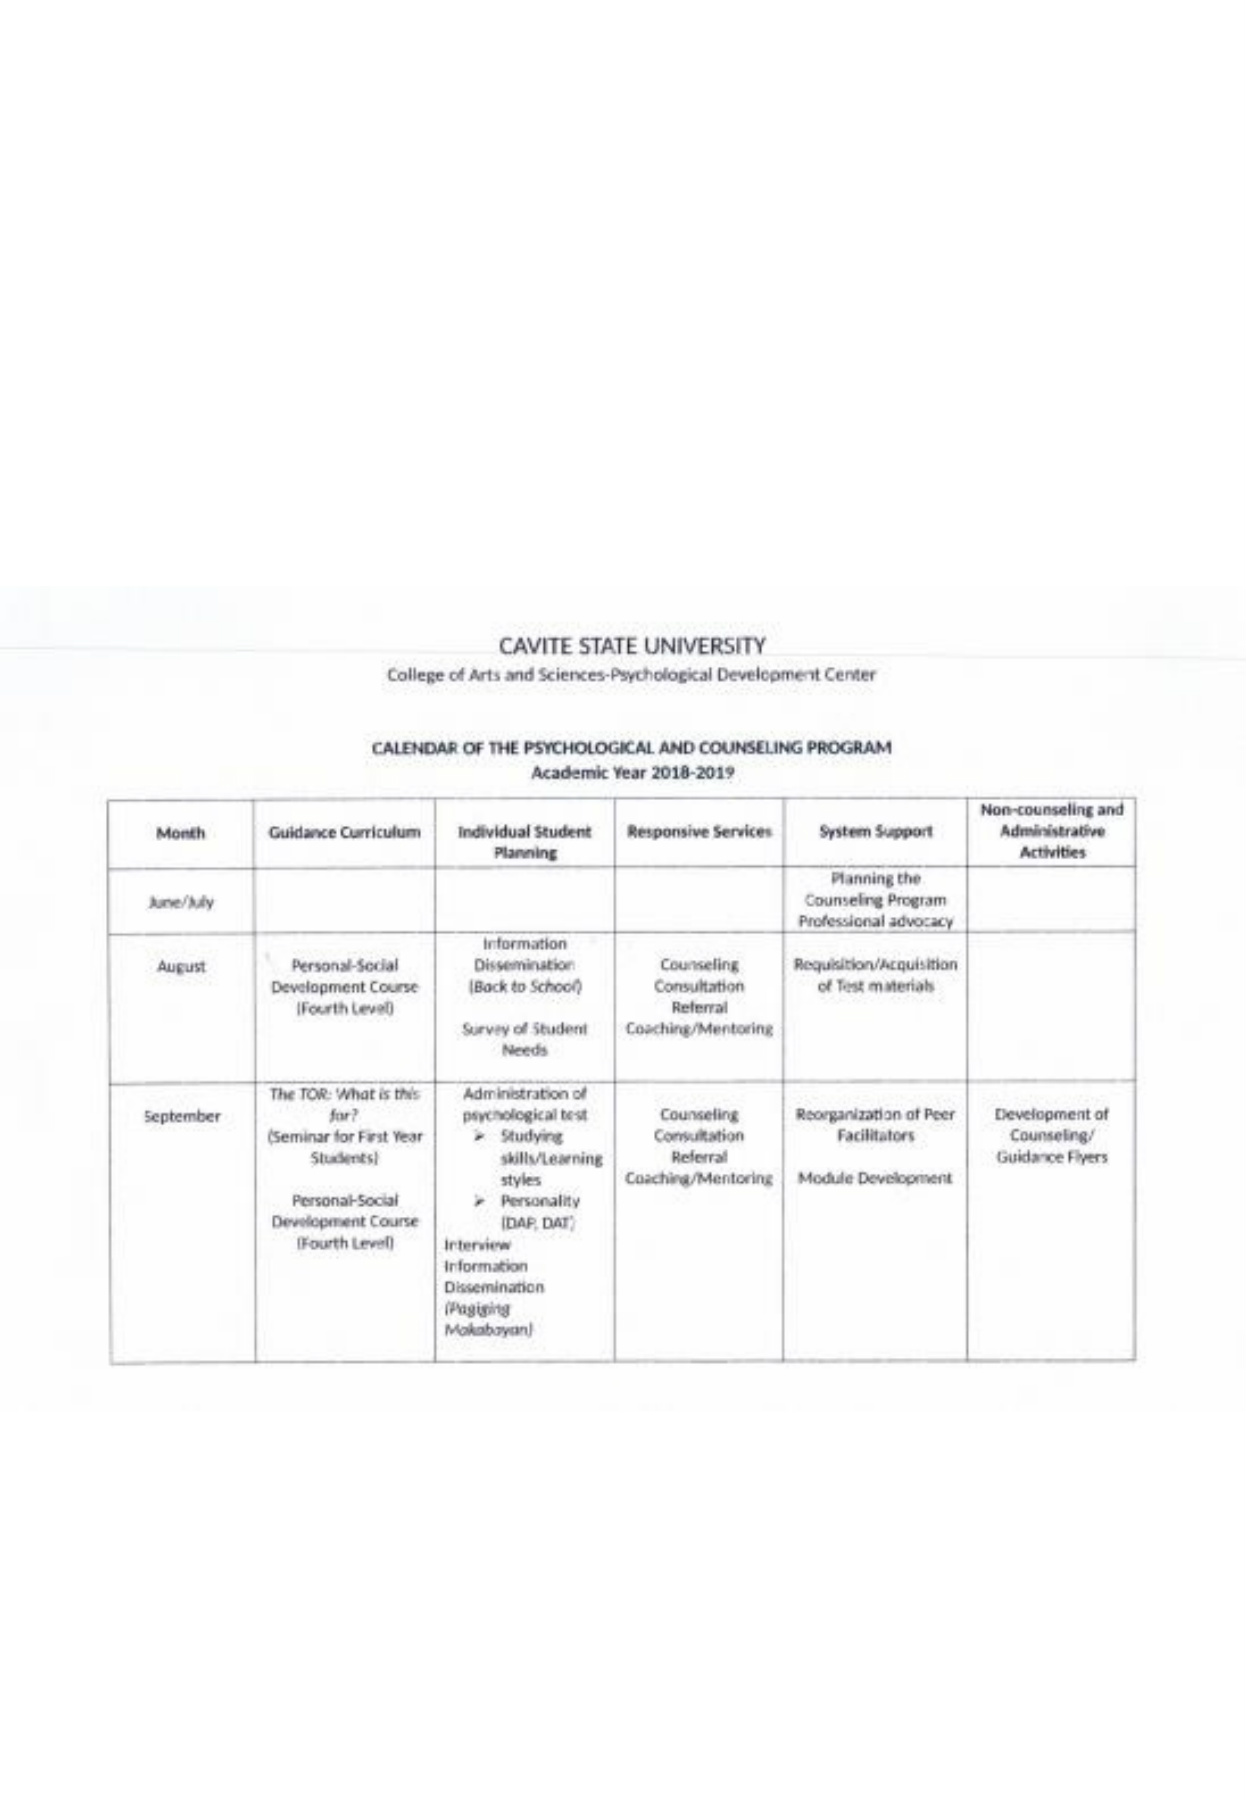 CAVITE STATE UNIVERSITY
College of Arts and Sciences-Psychological Development Center
CALENDAR OF THE PSYCHOLOGICAL AND COUNSELING PROGRAM
Academic Year 2018-2019
Month
Guidance Curriculum
Individual Student
Planning
Responsive Services
System Support
Non-counseling and
Administrative
Activities
June/July
Planning the
Counseling Program
Professional advocacy
August
Personal-Social
Development Course
(Fourth Level)
Information
Dissemination
(Back to School)
Survey of Student
Needs
Counseling
Consultation
Referral
Coaching/Mentoring
Requisition/Acquisition
of Test materials
September
The TOR: What is this
for?
(Seminar for First Year
Students)
Personal-Social
Development Course
(Fourth Level)
Administration of
psychological test
➢ Studying
skills/Learning
styles
➢ Personality
(DAP, DAT)
Interview
Information
Dissemination
(Pagiging
Makabayan)
Counseling
Consultation
Referral
Coaching/Mentoring
Reorganization of Peer
Facilitators
Module Development
Development of
Counseling/
Guidance Flyers